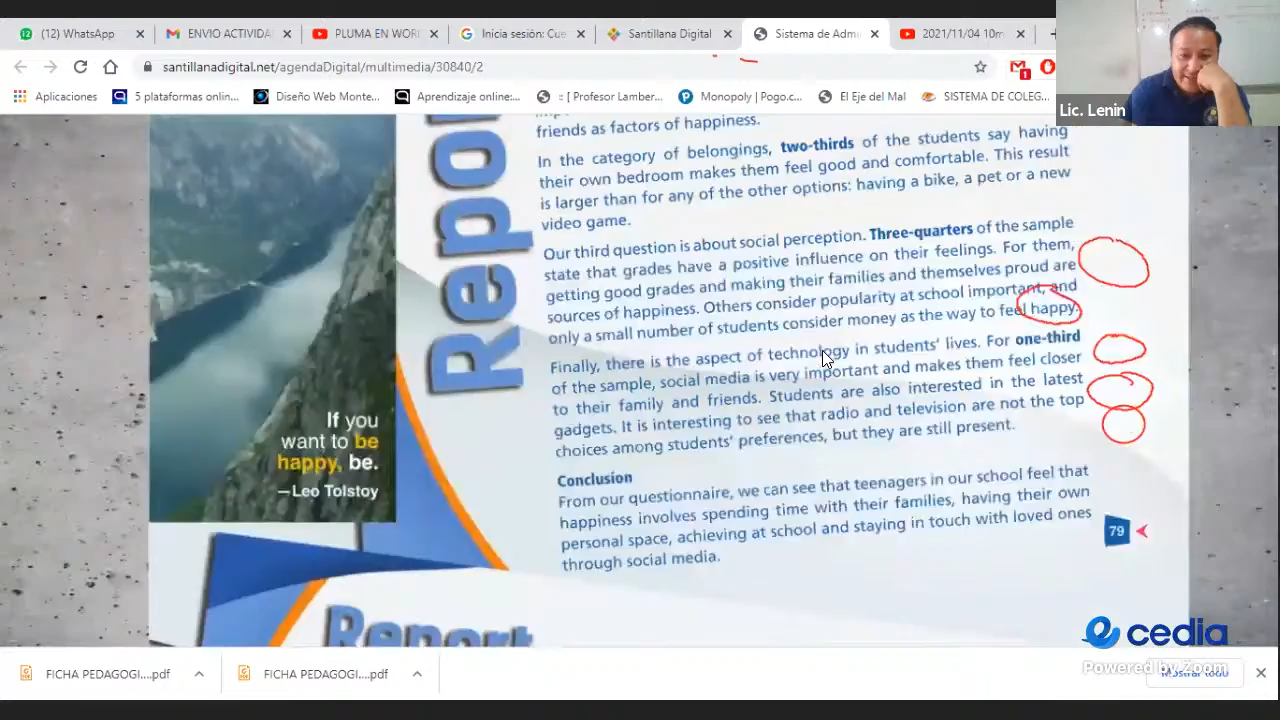 (12) WhatsApp
ENVIO ACTIVIDA
PLUMA EN WOR
Inicia sesión: Cue
Santillana Digital
Sistema de Admi
2021/11/04 10m
santillanadigital.net/agendaDigital/multimedia/30840/2
1
Aplicaciones
5 plataformas onlin...
Diseño Web Monte...
Aprendizaje online:...
:: [ Profesor Lamber...
Monopoly | Pogo.c...
El Eje del Mal
SISTEMA DE COLEG...
Lic. Lenin
friends as factors of happiness.
In the category of belongings, two-thirds of the students say having
their own bedroom makes them feel good and comfortable. This result
is larger than for any of the other options: having a bike, a pet or a new
video game.
Our third question is about social perception. Three-quarters of the sample
state that grades have a positive influence on their feelings. For them,
getting good grades and making their families and themselves proud are
sources of happiness. Others consider popularity at school important, and
only a small number of students consider money as the way to feel happy.
Finally, there is the aspect of technology in students' lives. For one-third
of the sample, social media is very important and makes them feel closer
to their family and friends. Students are also interested in the latest
gadgets. It is interesting to see that radio and television are not the top
choices among students' preferences, but they are still present.
Conclusion
From our questionnaire, we can see that teenagers in our school feel that
happiness involves spending time with their families, having their own
personal space, achieving at school and staying in touch with loved ones
through social media.
79
Repor
If you
want to be
happy, be.
—Leo Tolstoy
Report
cedia
Powered by Zoom
FICHA PEDAGOGI....pdf
FICHA PEDAGOGI....pdf
Mostrar todo